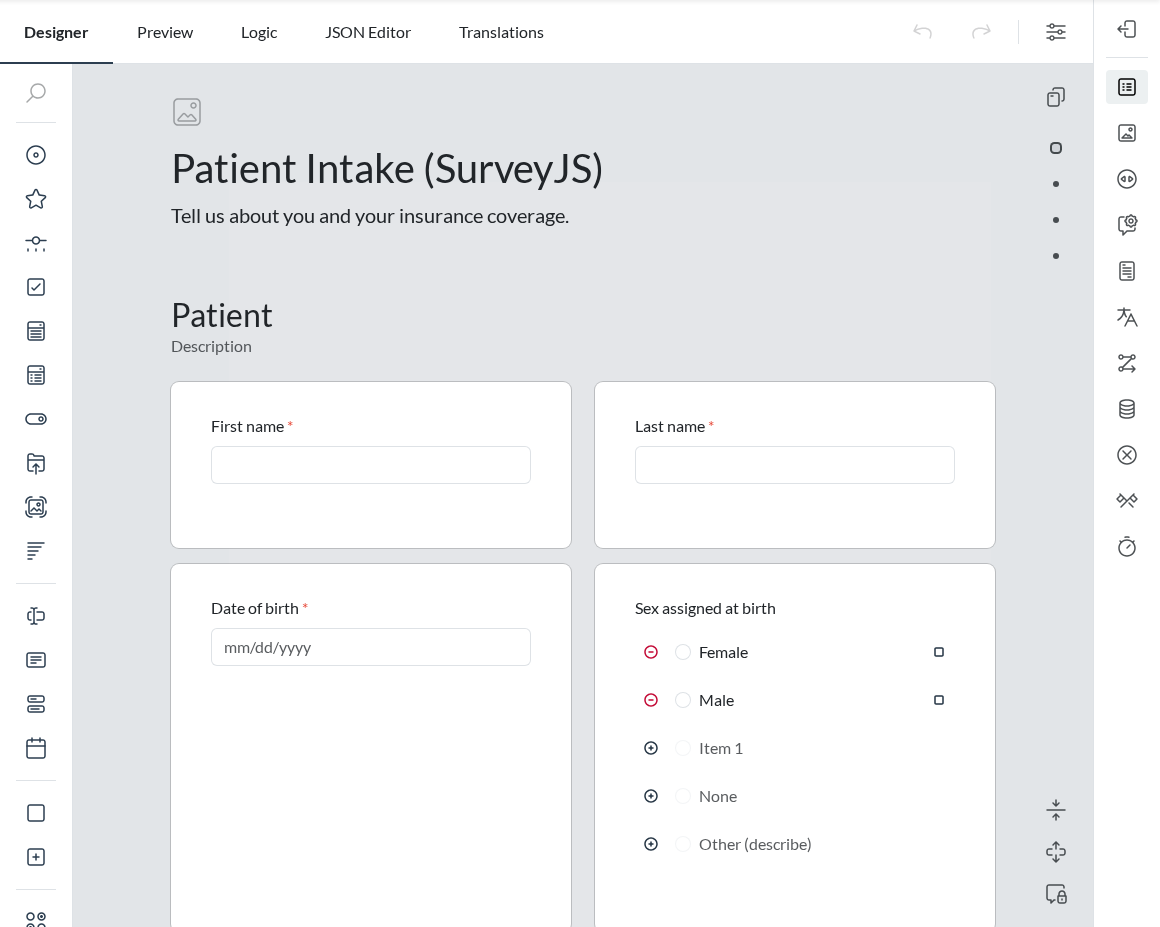 Designer
Preview
Logic
JSON Editor
Translations
Patient Intake (SurveyJS)
Tell us about you and your insurance coverage.
Patient
Description
First name *
Last name *
Date of birth *
mm/dd/yyyy
Sex assigned at birth
Female
Male
Item 1
None
Other (describe)